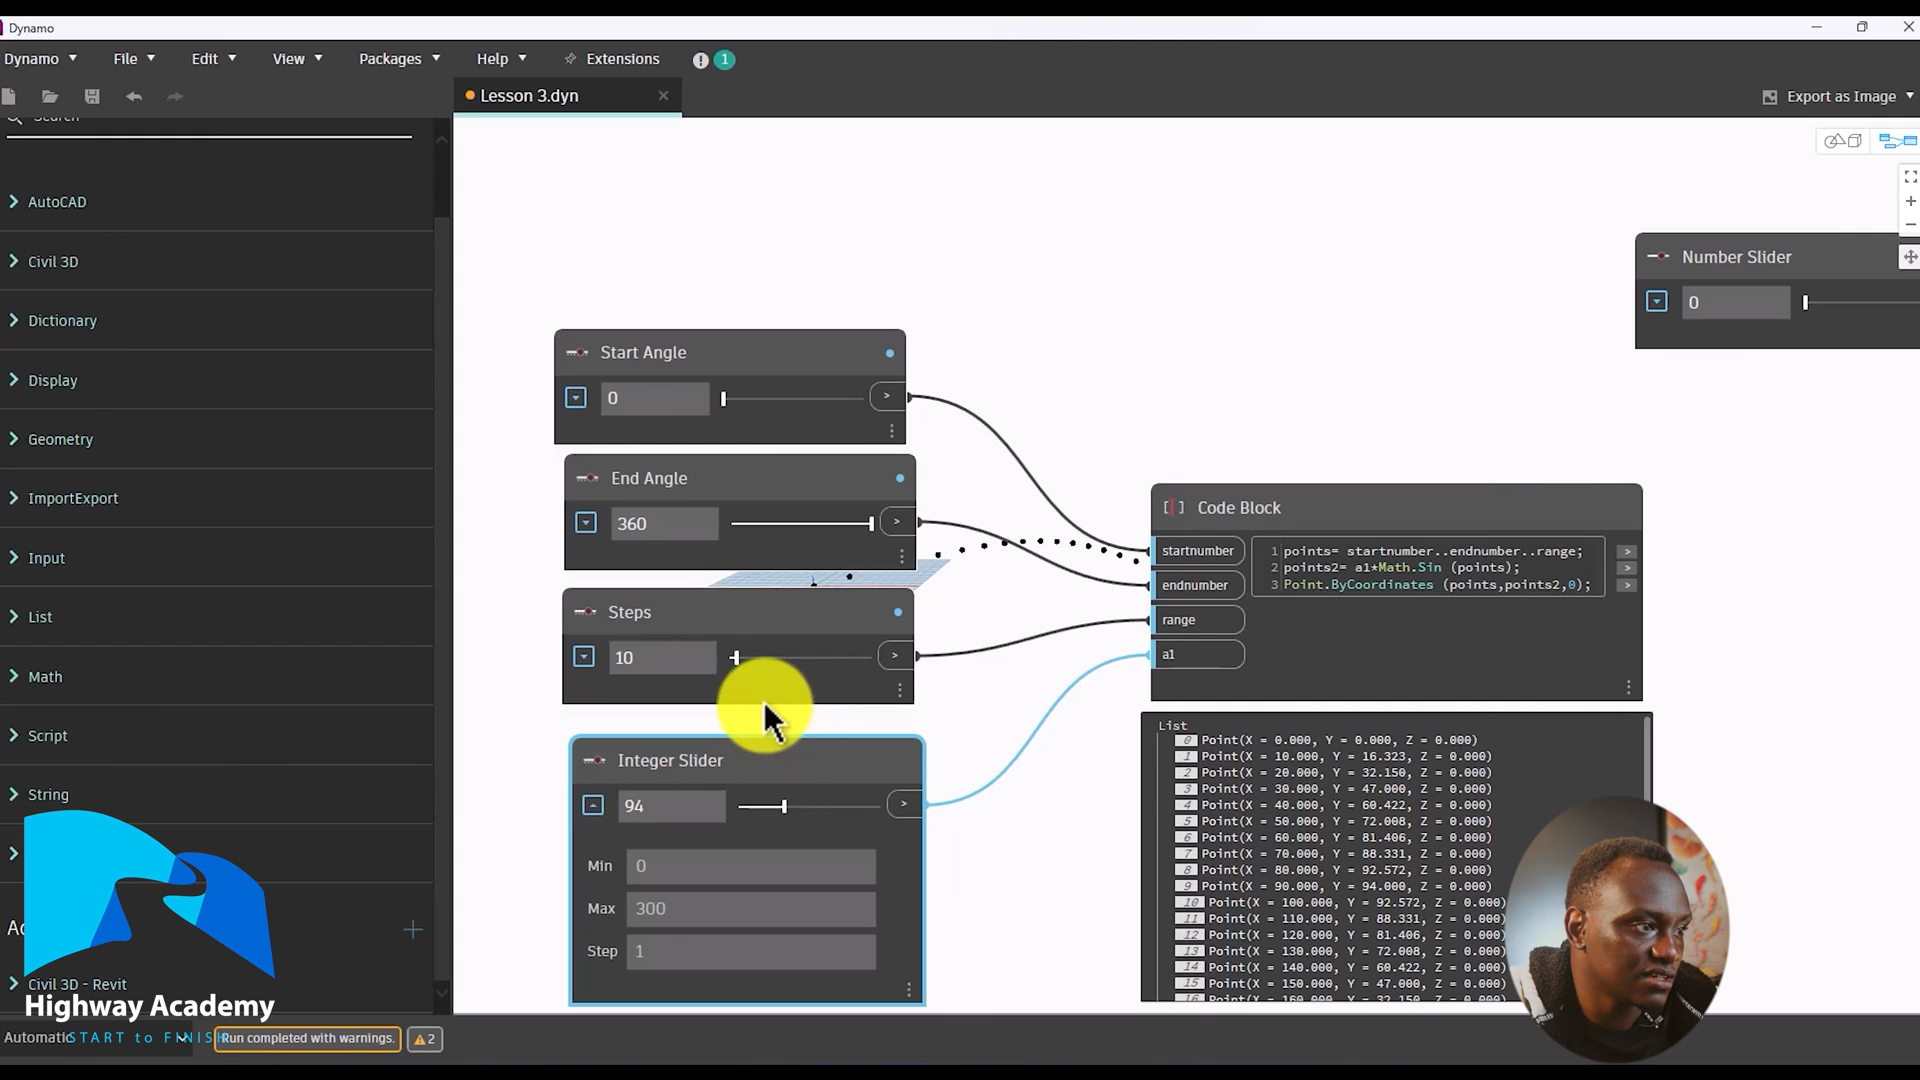 Dynamo
Dynamo File Edit View Packages Help Extensions 1
Lesson 3.dyn
Export as Image
Search
AutoCAD
Civil 3D
Dictionary
Display
Geometry
ImportExport
Input
List
Math
Script
String
Civil 3D - Revit
Highway Academy
START to FINISH
Automatic
Run completed with warnings.
2
Start Angle
0
>
End Angle
360
>
Steps
10
>
Integer Slider
94
>
Min 0
Max 300
Step 1
Number Slider
0
Code Block
startnumber
endnumber
range
a1
1 points= startnumber..endnumber..range; >
2 points2= a1*Math.Sin (points); >
3 Point.ByCoordinates (points,points2,0); >
List
0 Point(X = 0.000, Y = 0.000, Z = 0.000)
1 Point(X = 10.000, Y = 16.323, Z = 0.000)
2 Point(X = 20.000, Y = 32.150, Z = 0.000)
3 Point(X = 30.000, Y = 47.000, Z = 0.000)
4 Point(X = 40.000, Y = 60.422, Z = 0.000)
5 Point(X = 50.000, Y = 72.008, Z = 0.000)
6 Point(X = 60.000, Y = 81.406, Z = 0.000)
7 Point(X = 70.000, Y = 88.331, Z = 0.000)
8 Point(X = 80.000, Y = 92.572, Z = 0.000)
9 Point(X = 90.000, Y = 94.000, Z = 0.000)
10 Point(X = 100.000, Y = 92.572, Z = 0.000)
11 Point(X = 110.000, Y = 88.331, Z = 0.000)
12 Point(X = 120.000, Y = 81.406, Z = 0.000)
13 Point(X = 130.000, Y = 72.008, Z =
14 Point(X = 140.000, Y = 60.422, Z =
15 Point(X = 150.000, Y = 47.000, Z =
16 Point(X = 160.000, Y = 32.150, Z =